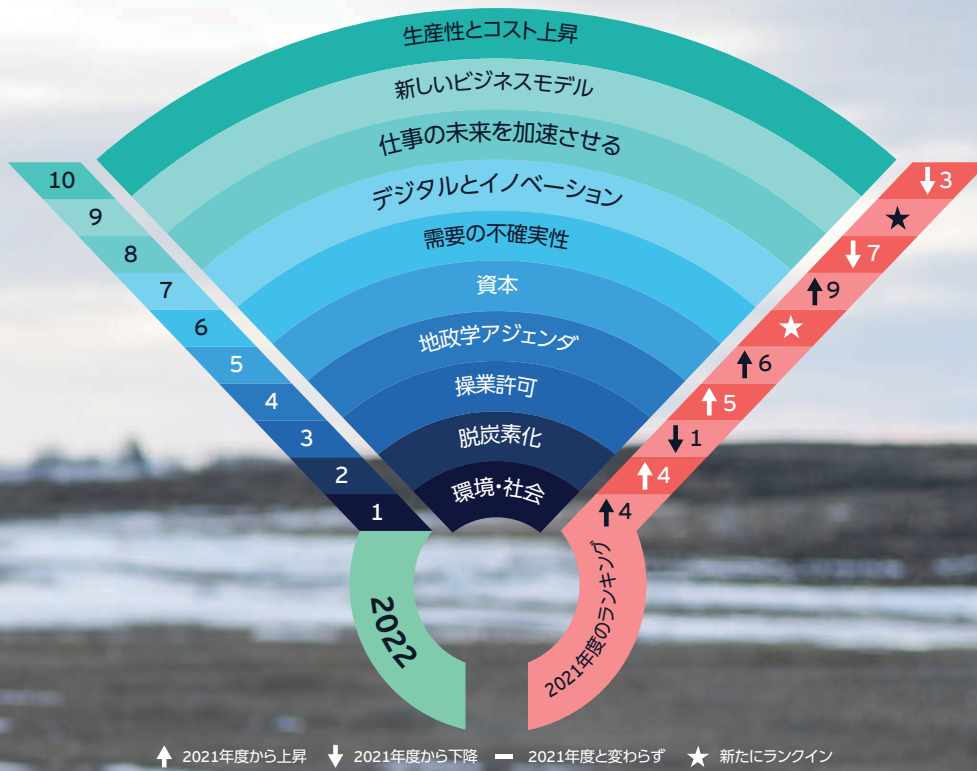 生産性とコスト上昇
新しいビジネスモデル
仕事の未来を加速させる
デジタルとイノベーション
需要の不確実性
資本
地政学アジェンダ
操業許可
脱炭素化
環境・社会
10
9
8
7
6
5
4
3
2
1
2022
↓3
★
↓7
↑9
★
↑6
↑5
↓1
↑4
↑4
2021年度のランキング
↑ 2021年度から上昇 ↓ 2021年度から下降 ー 2021年度と変わらず ★ 新たにランクイン